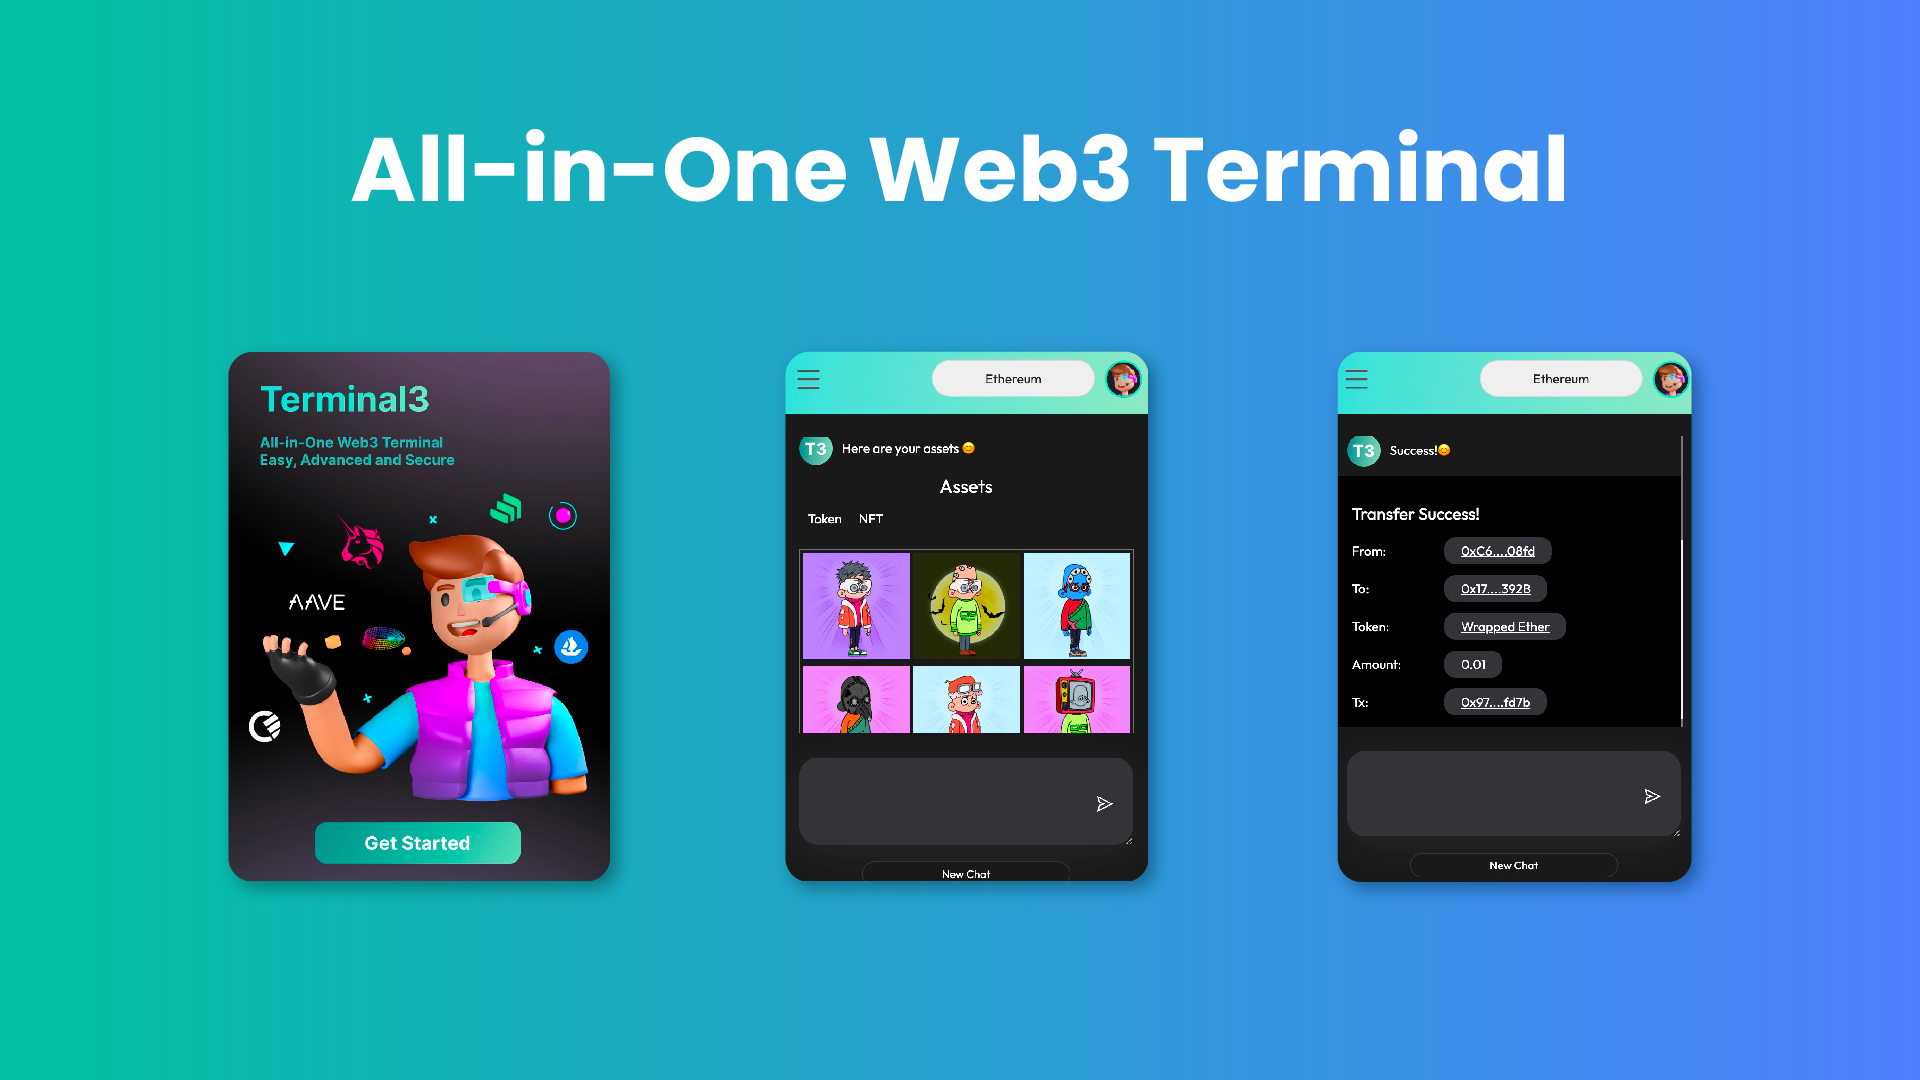 All-in-One Web3 Terminal
Terminal3
All-in-One Web3 Terminal
Easy, Advanced and Secure
AAVE
Get Started
Ethereum
T3 Here are your assets 😊
Assets
Token NFT
New Chat
Ethereum
T3 Success!😊
Transfer Success!
From: 0xC6....08fd
To: 0x17....392B
Token: Wrapped Ether
Amount: 0.01
Tx: 0x97....fd7b
New Chat